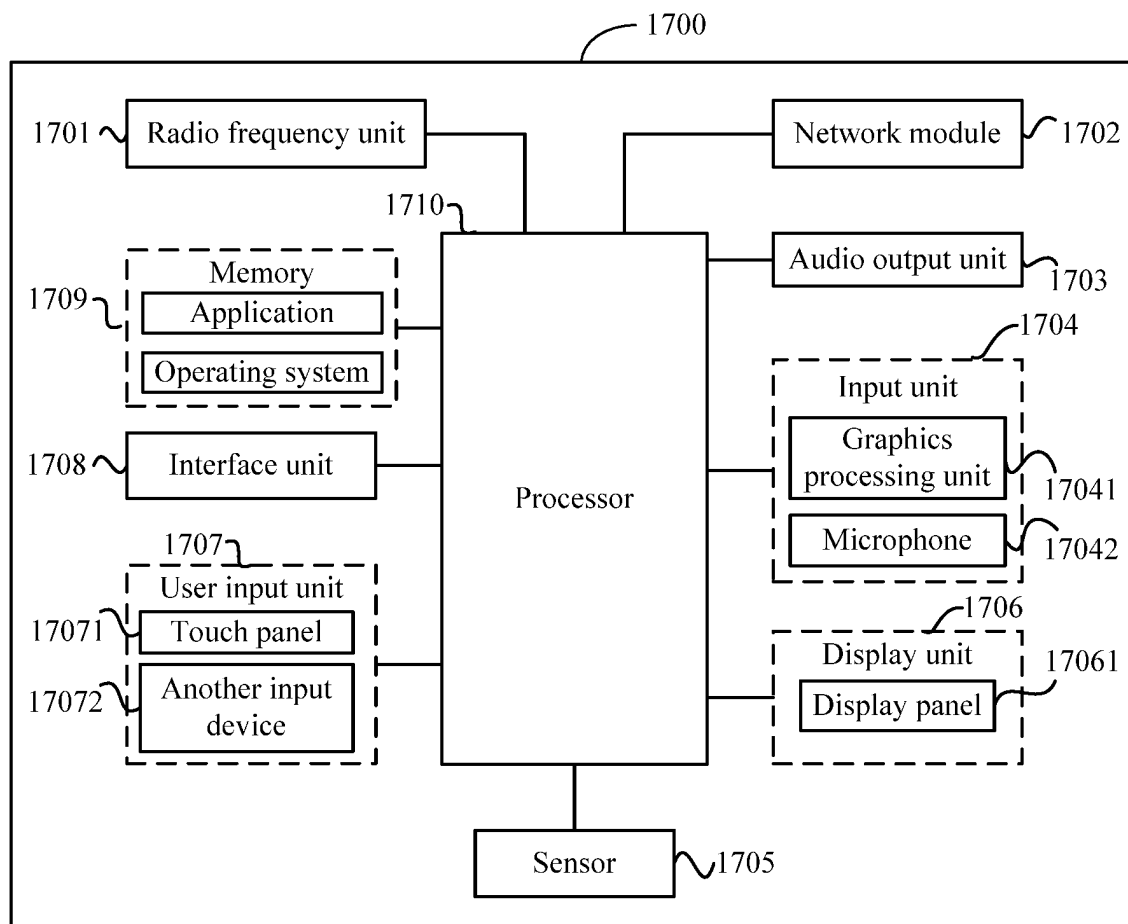 1700
1701
Radio frequency unit
Network module
1702
1710
Memory
Application
Operating system
1709
Audio output unit
1703
1704
Input unit
Graphics
processing unit
17041
Microphone
17042
1708
Interface unit
Processor
1707
User input unit
17071
Touch panel
17072
Another input
device
1706
Display unit
17061
Display panel
Sensor
1705